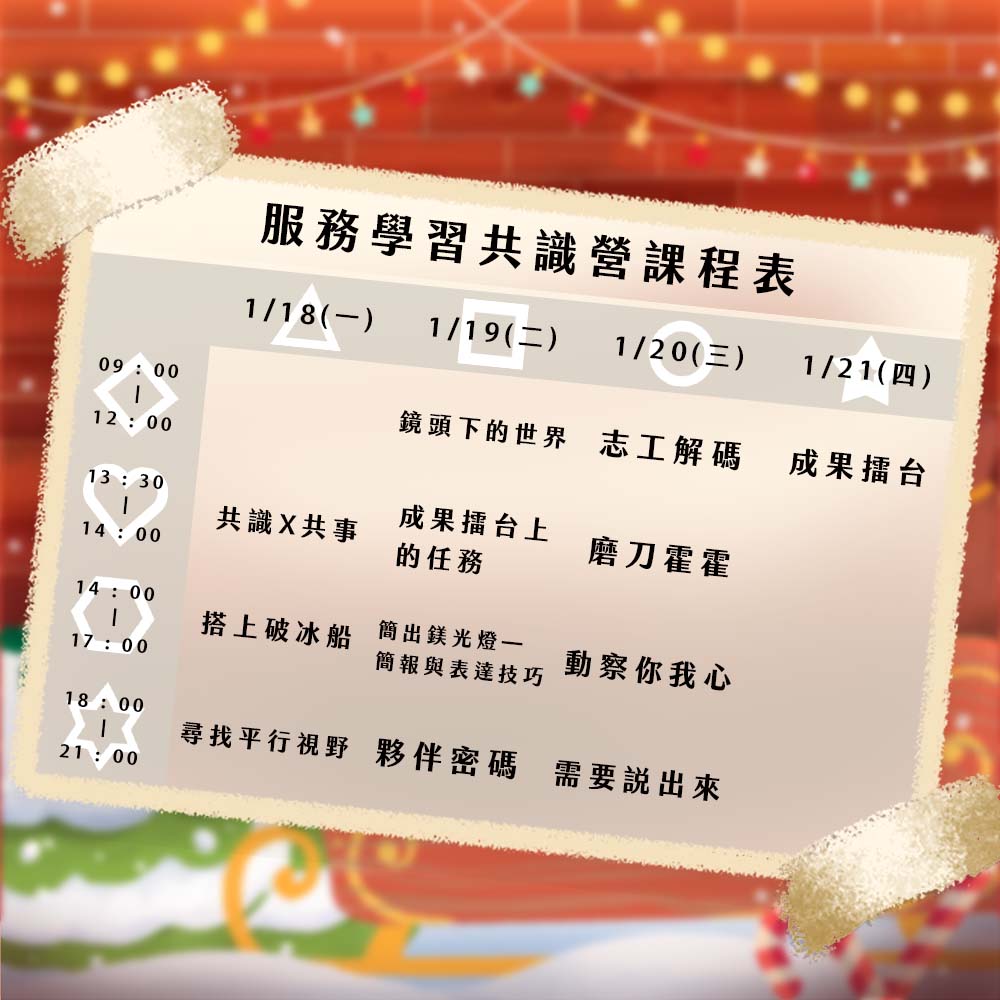 服務學習共識營課程表
1/18(一) 1/19(二) 1/20(三) 1/21(四)
09：00
|
12：00
鏡頭下的世界 志工解碼 成果擂台
13：30
|
14：00
共識X共事
成果擂台上
的任務
磨刀霍霍
14：00
|
17：00
搭上破冰船
簡出鎂光燈—
簡報與表達技巧
動察你我心
18：00
|
21：00
尋找平行視野 夥伴密碼 需要説出來